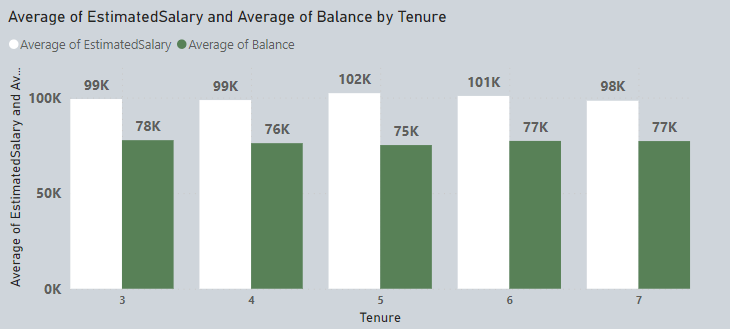 Average of EstimatedSalary and Average of Balance by Tenure
Average of EstimatedSalary Average of Balance
Average of EstimatedSalary and Av...
100K
50K
0K
99K 78K 99K 76K 102K 75K 101K 77K 98K 77K
3 4 5 6 7
Tenure